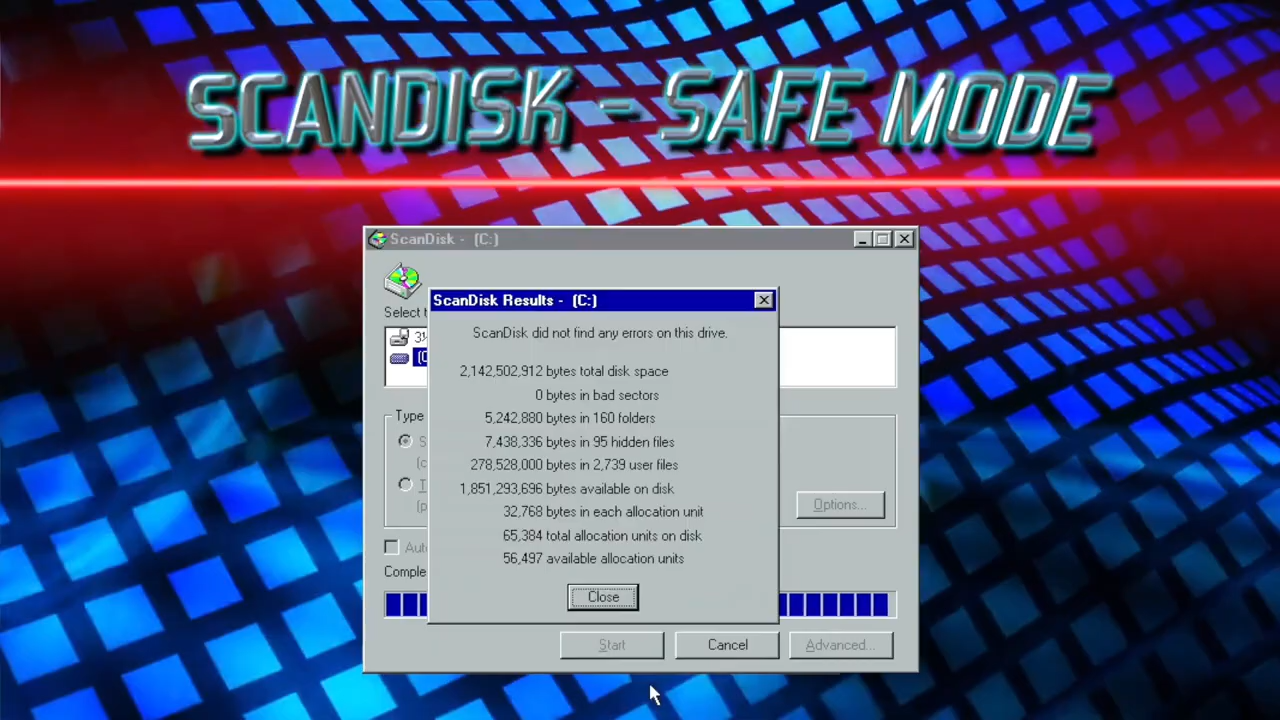 SCANDISK - SAFE MODE
ScanDisk - (C:)
Select
ScanDisk Results - (C:)
ScanDisk did not find any errors on this drive.
2,142,502,912 bytes total disk space
0 bytes in bad sectors
5,242,880 bytes in 160 folders
7,438,336 bytes in 95 hidden files
278,528,000 bytes in 2,739 user files
1,851,293,696 bytes available on disk
32,768 bytes in each allocation unit
65,384 total allocation units on disk
56,497 available allocation units
Close
Type
Options...
Start
Cancel
Advanced...